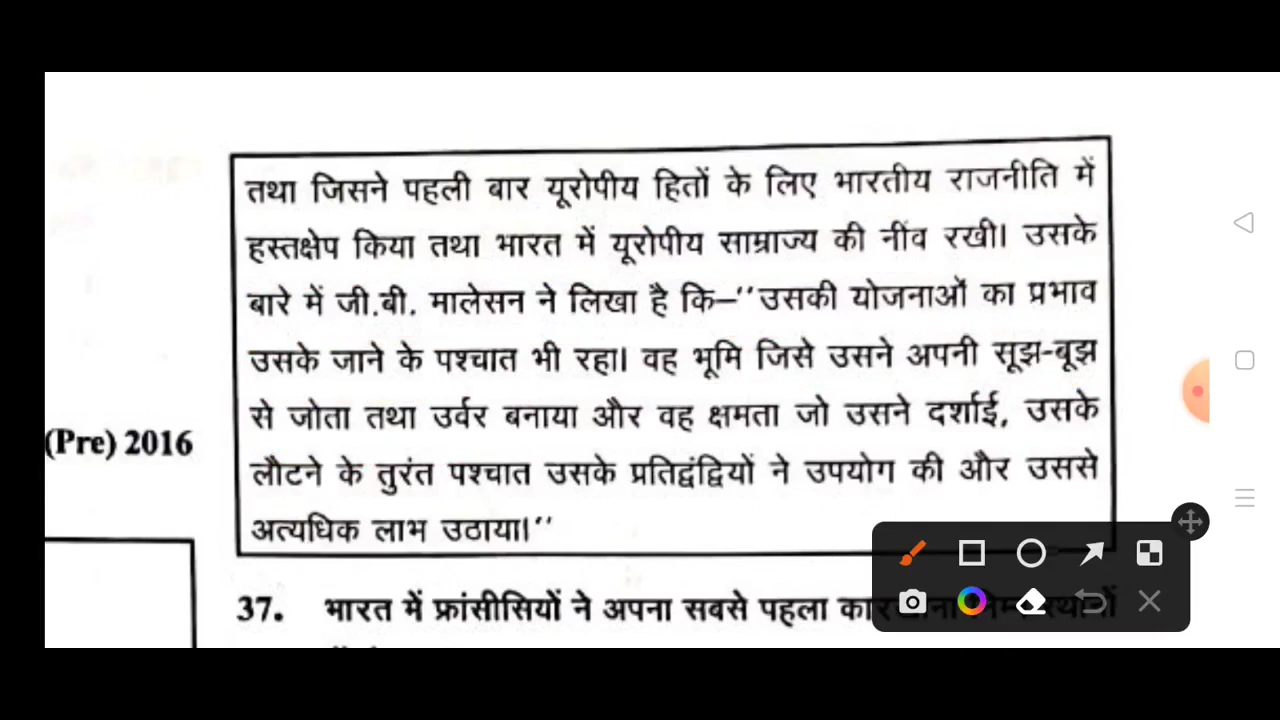 तथा जिसने पहली बार यूरोपीय हितों के लिए भारतीय राजनीति में
हस्तक्षेप किया तथा भारत में यूरोपीय साम्राज्य की नींव रखी। उसके
बारे में जी.बी. मालेसन ने लिखा है कि–''उसकी योजनाओं का प्रभाव
उसके जाने के पश्चात भी रहा। वह भूमि जिसे उसने अपनी सूझ-बूझ
से जोता तथा उर्वर बनाया और वह क्षमता जो उसने दर्शाई, उसके
लौटने के तुरंत पश्चात उसके प्रतिद्वंद्वियों ने उपयोग की और उससे
अत्यधिक लाभ उठाया।''
(Pre) 2016
37. भारत में फ्रांसीसियों ने अपना सबसे पहला